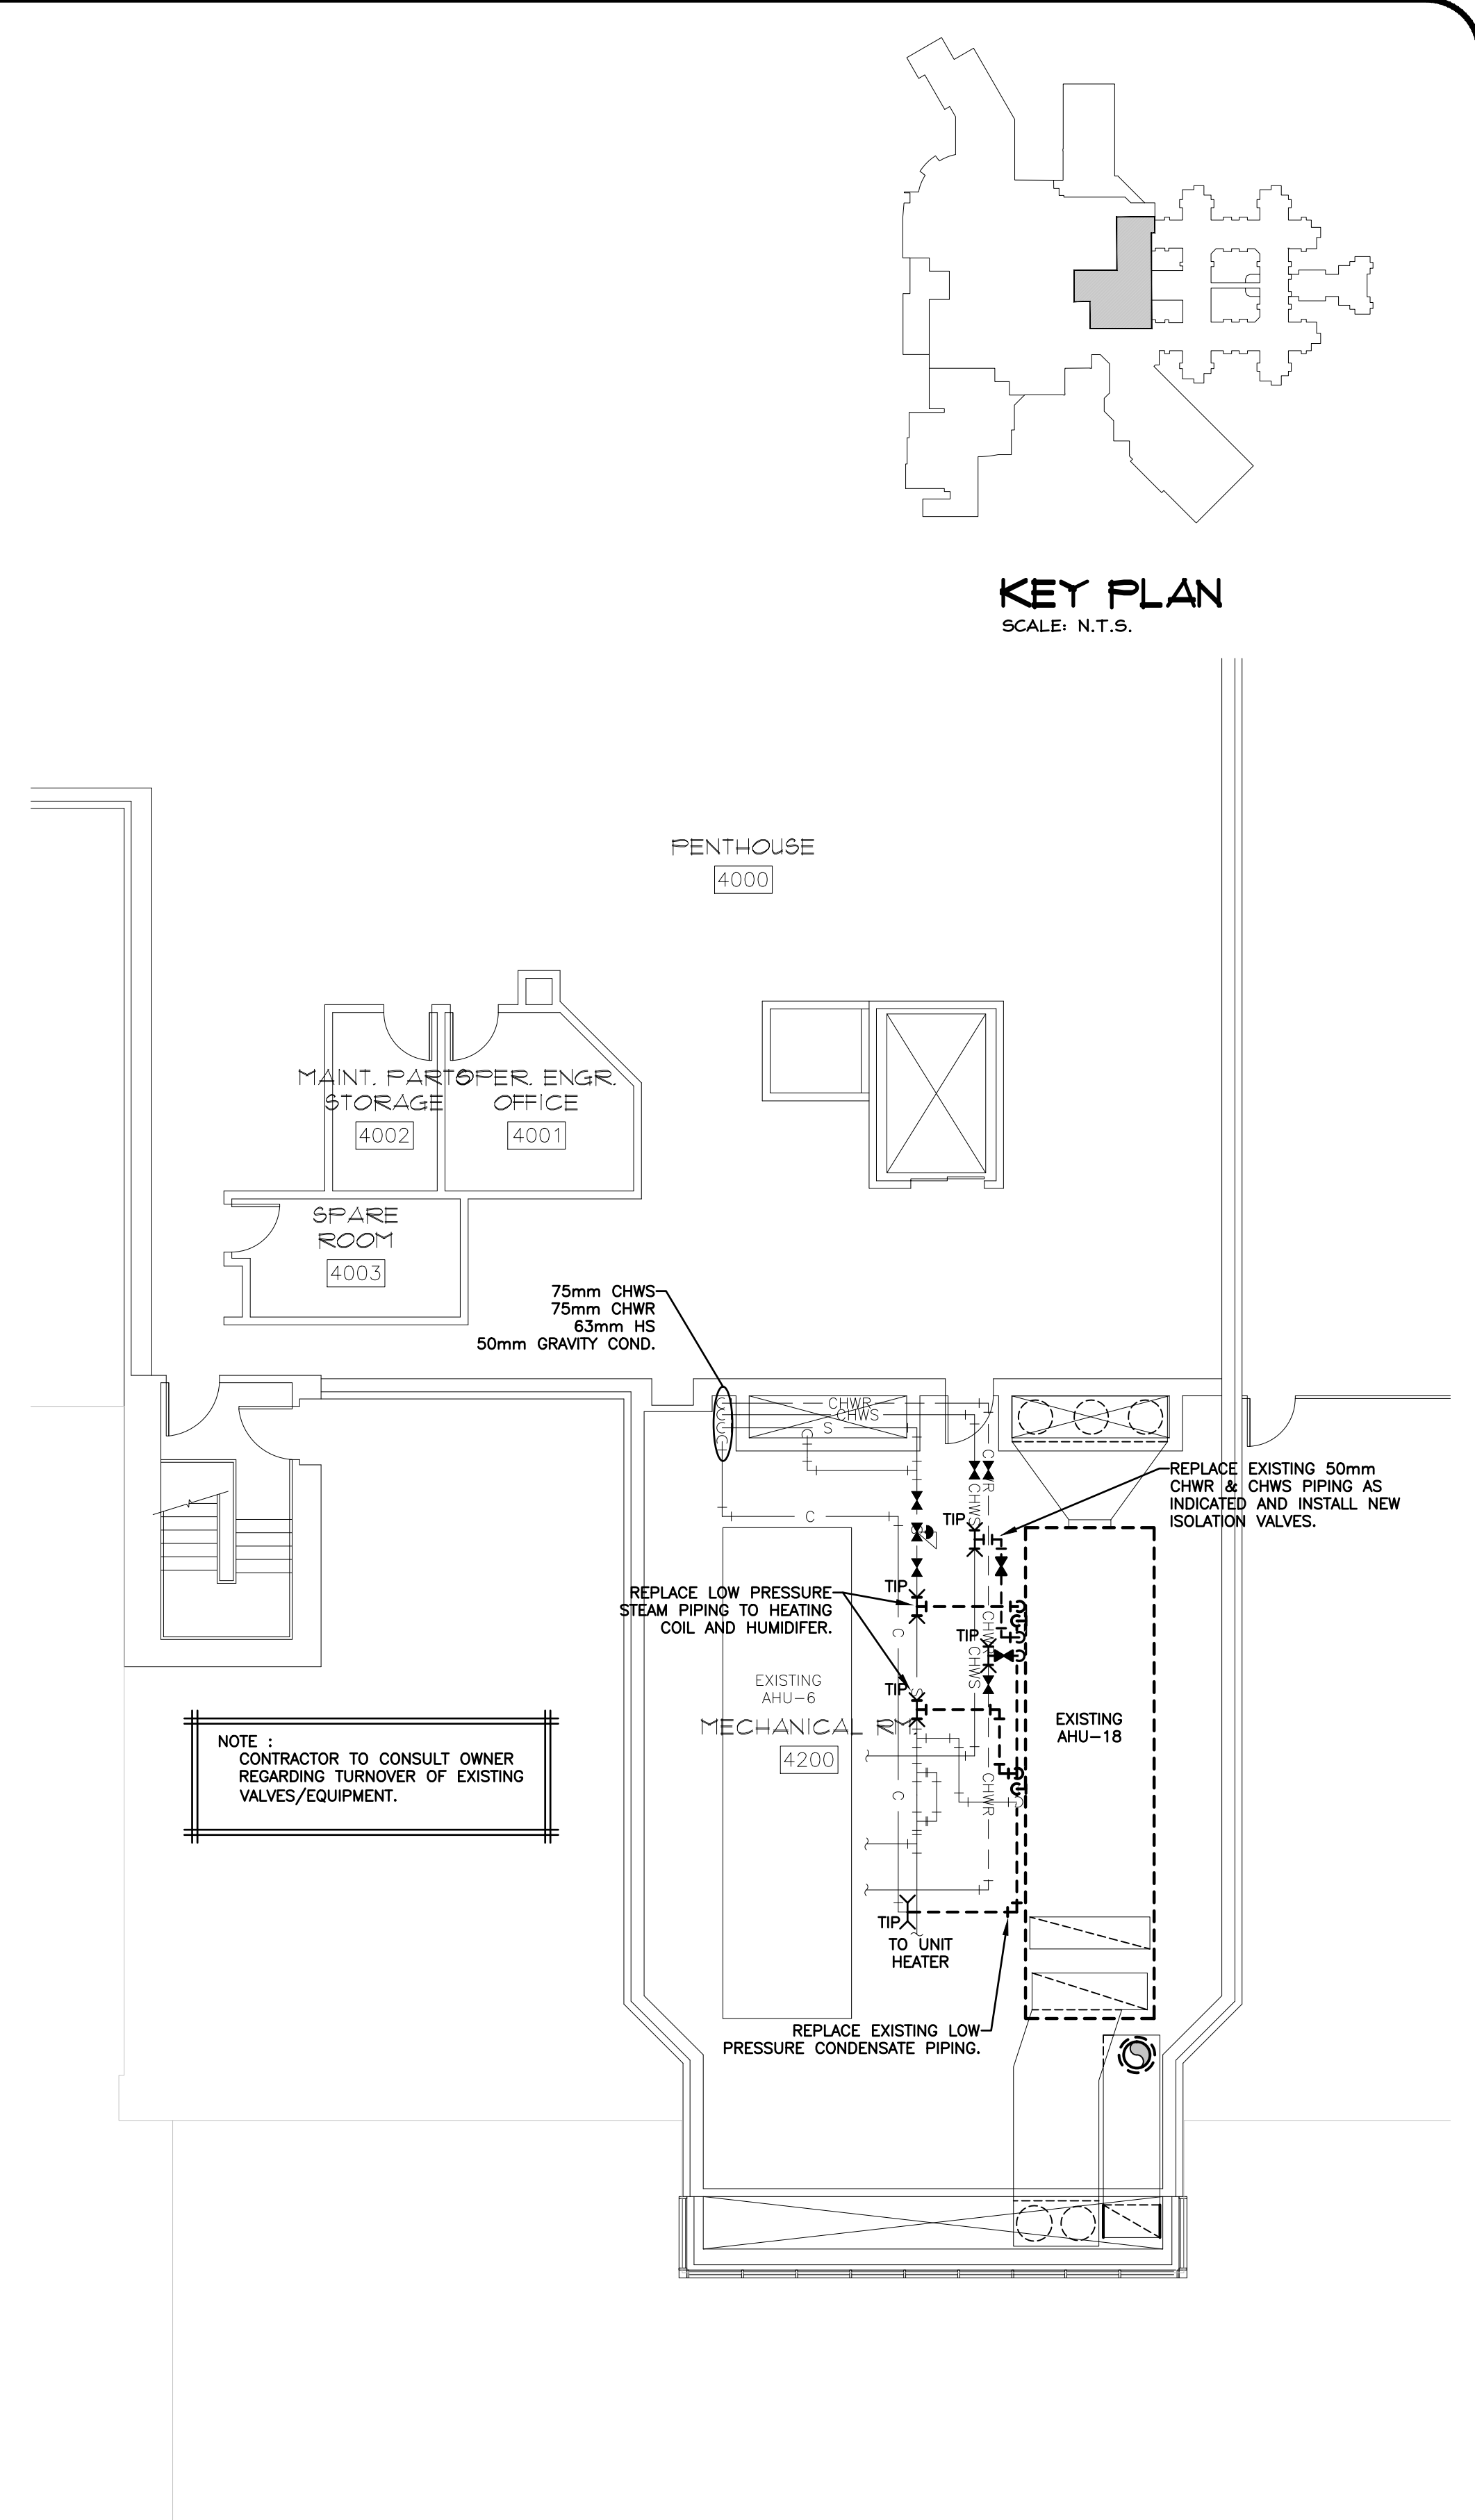 KEY PLAN
SCALE: N.T.S.
PENTHOUSE
4000
MAINT. PARTS
STORAGE
4002
OPER. ENGR.
OFFICE
4001
SPARE
ROOM
4003
75mm CHWS
75mm CHWR
63mm HS
50mm GRAVITY COND.
CHWR
CHWS
S
C
CHWR
CHWS
REPLACE EXISTING 50mm
CHWR & CHWS PIPING AS
INDICATED AND INSTALL NEW
ISOLATION VALVES.
TIP
S
TIP
REPLACE LOW PRESSURE
STEAM PIPING TO HEATING
COIL AND HUMIDIFER.
C
CHWR
TIP
CHWS
TIP
S
EXISTING
AHU-6
MECHANICAL RM.
4200
EXISTING
AHU-18
NOTE :
CONTRACTOR TO CONSULT OWNER
REGARDING TURNOVER OF EXISTING
VALVES/EQUIPMENT.
C
CHWR
TIP
TO UNIT
HEATER
REPLACE EXISTING LOW
PRESSURE CONDENSATE PIPING.